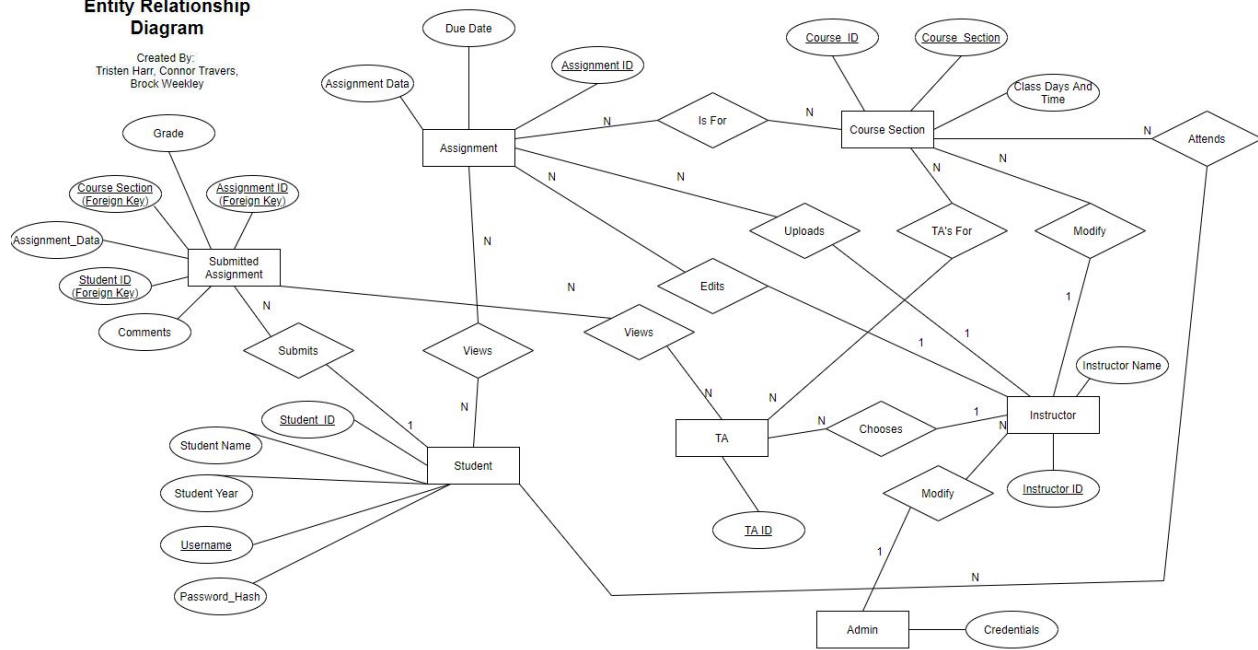 Entity Relationship
Diagram
Created By:
Tristen Harr, Connor Travers,
Brock Weekley
Due Date
Assignment ID
Assignment Data
Course_ID
Course_Section
Class Days And
Time
Grade
N
Is For
N
Course Section
N
Attends
Assignment
N
N
N
N
Course Section
(Foreign Key)
Assignment ID
(Foreign Key)
Uploads
TA's For
Modify
Assignment_Data
N
Submitted
Assignment
Student ID
(Foreign Key)
N
Edits
1
N
Comments
Views
1
1
Submits
Views
Instructor Name
N
N
N
Student_ID
1
N
Chooses
1
Instructor
N
Student Name
TA
Student
Student Year
Modify
Instructor ID
Username
TA ID
1
N
Password_Hash
Admin
Credentials